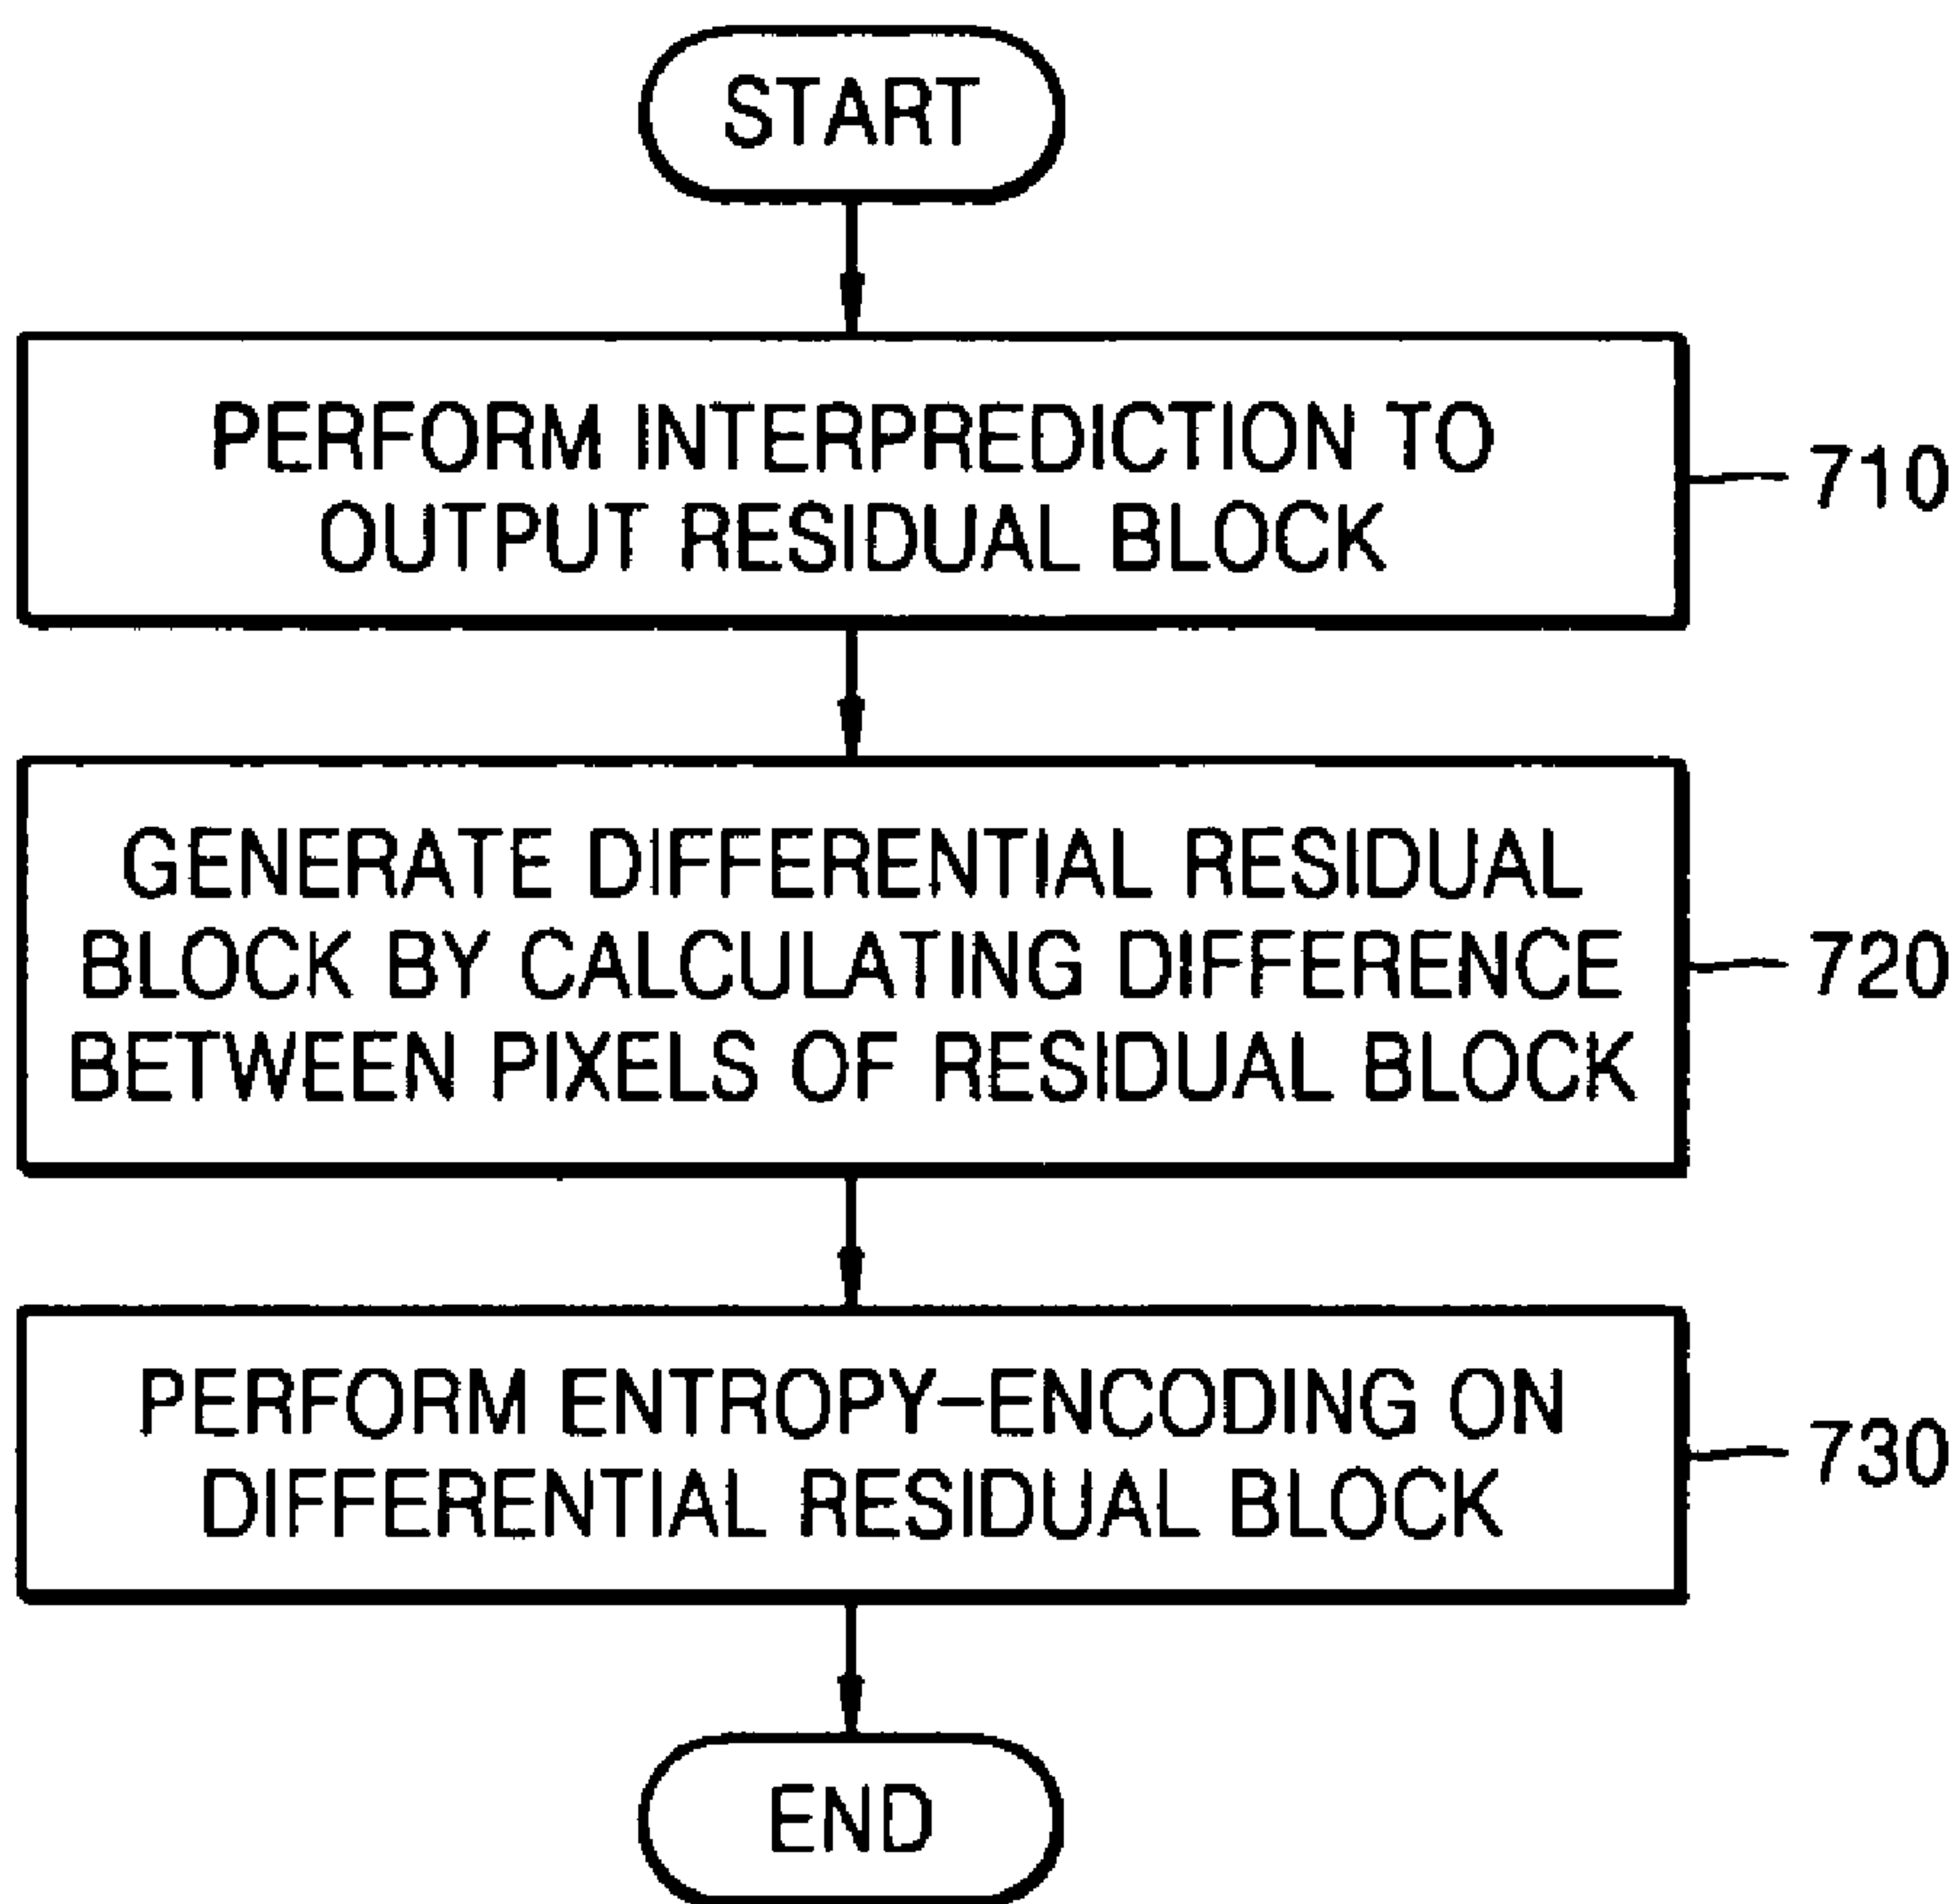 START
PERFORM INTERPREDICTION TO
OUTPUT RESIDUAL BLOCK
710
GENERATE DIFFERENTIAL RESIDUAL
BLOCK BY CALCULATING DIFFERENCE
BETWEEN PIXELS OF RESIDUAL BLOCK
720
PERFORM ENTROPY-ENCODING ON
DIFFERENTIAL RESIDUAL BLOCK
730
END